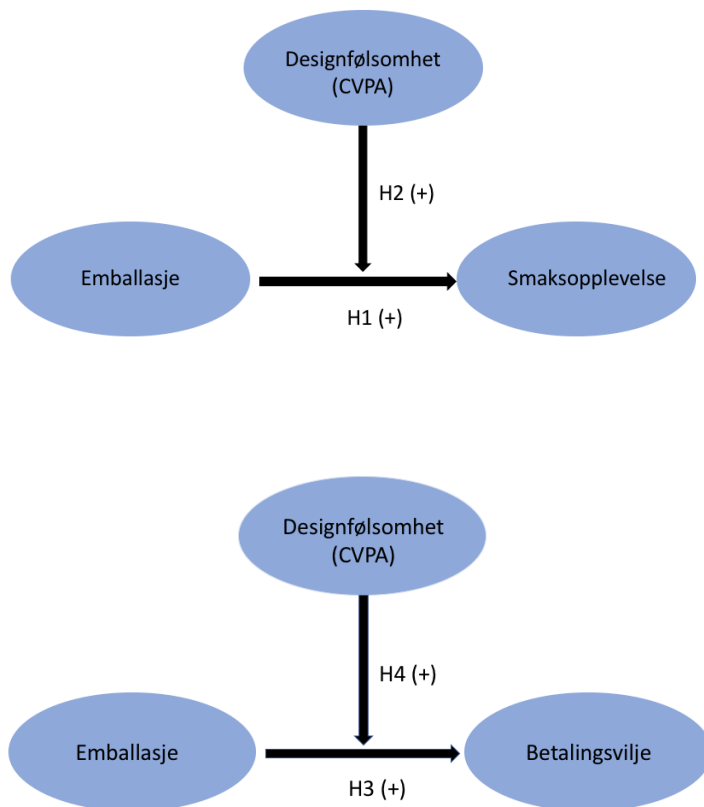 Designfølsomhet
(CVPA)
H2 (+)
Emballasje
Smaksopplevelse
H1 (+)
Designfølsomhet
(CVPA)
H4 (+)
Emballasje
Betalingsvilje
H3 (+)